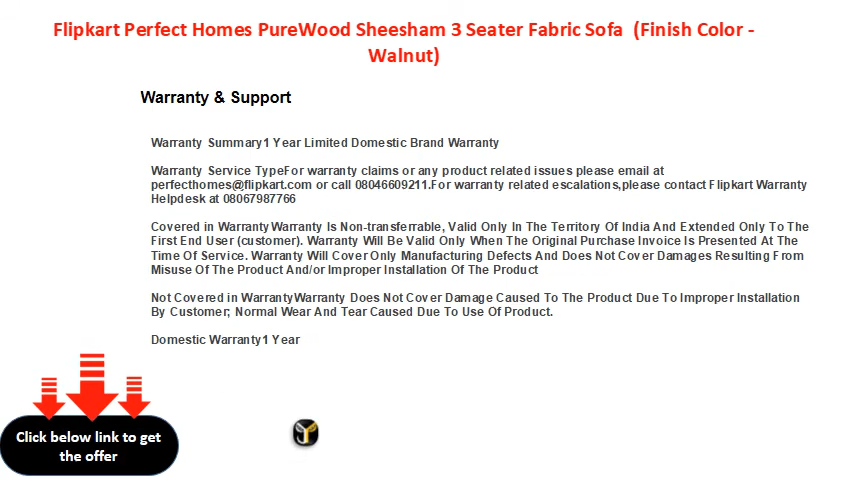 Flipkart Perfect Homes PureWood Sheesham 3 Seater Fabric Sofa (Finish Color -
Walnut)
Warranty & Support
Warranty Summary1 Year Limited Domestic Brand Warranty
Warranty Service TypeFor warranty claims or any product related issues please email at
perfecthomes@flipkart.com or call 08046609211.For warranty related escalations,please contact Flipkart Warranty
Helpdesk at 08067987766
Covered in WarrantyWarranty Is Non-transferrable, Valid Only In The Territory Of India And Extended Only To The
First End User (customer). Warranty Will Be Valid Only When The Original Purchase Invoice Is Presented At The
Time Of Service. Warranty Will Cover Only Manufacturing Defects And Does Not Cover Damages Resulting From
Misuse Of The Product And/or Improper Installation Of The Product
Not Covered in WarrantyWarranty Does Not Cover Damage Caused To The Product Due To Improper Installation
By Customer; Normal Wear And Tear Caused Due To Use Of Product.
Domestic Warranty1 Year
Click below link to get
the offer